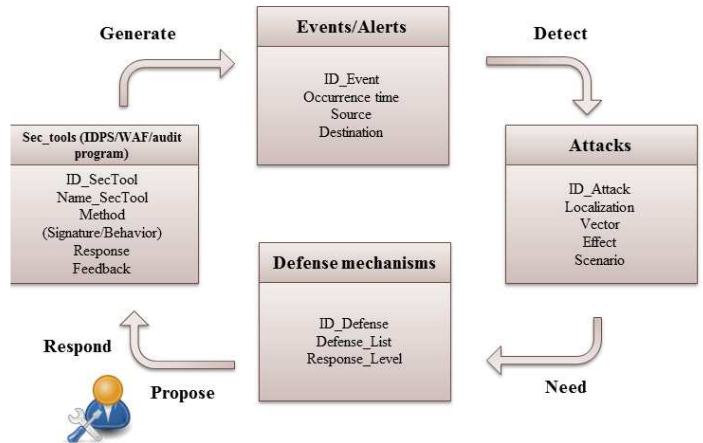 Generate
Events/Alerts
ID_Event
Occurrence time
Source
Destination
Detect
Sec_tools (IDPS/WAF/audit
program)
ID_SecTool
Name_SecTool
Method
(Signature/Behavior)
Response
Feedback
Attacks
ID_Attack
Localization
Vector
Effect
Scenario
Defense mechanisms
ID_Defense
Defense_List
Response_Level
Respond
Propose
Need